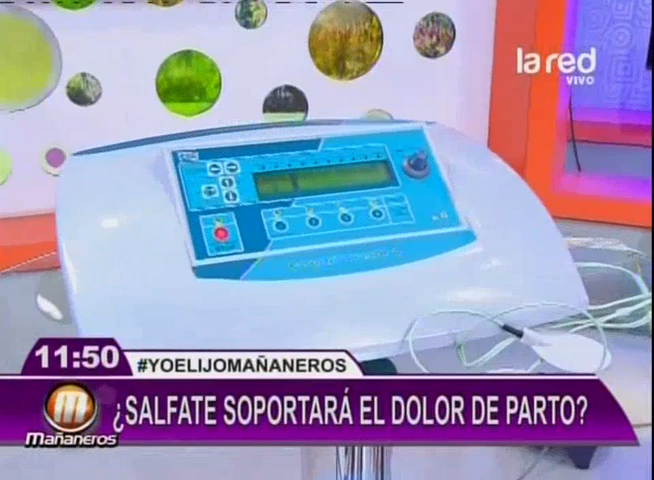 la red
VIVO
11:50
#YOELIJOMAÑANEROS
¿SALFATE SOPORTARÁ EL DOLOR DE PARTO?
Mañaneros